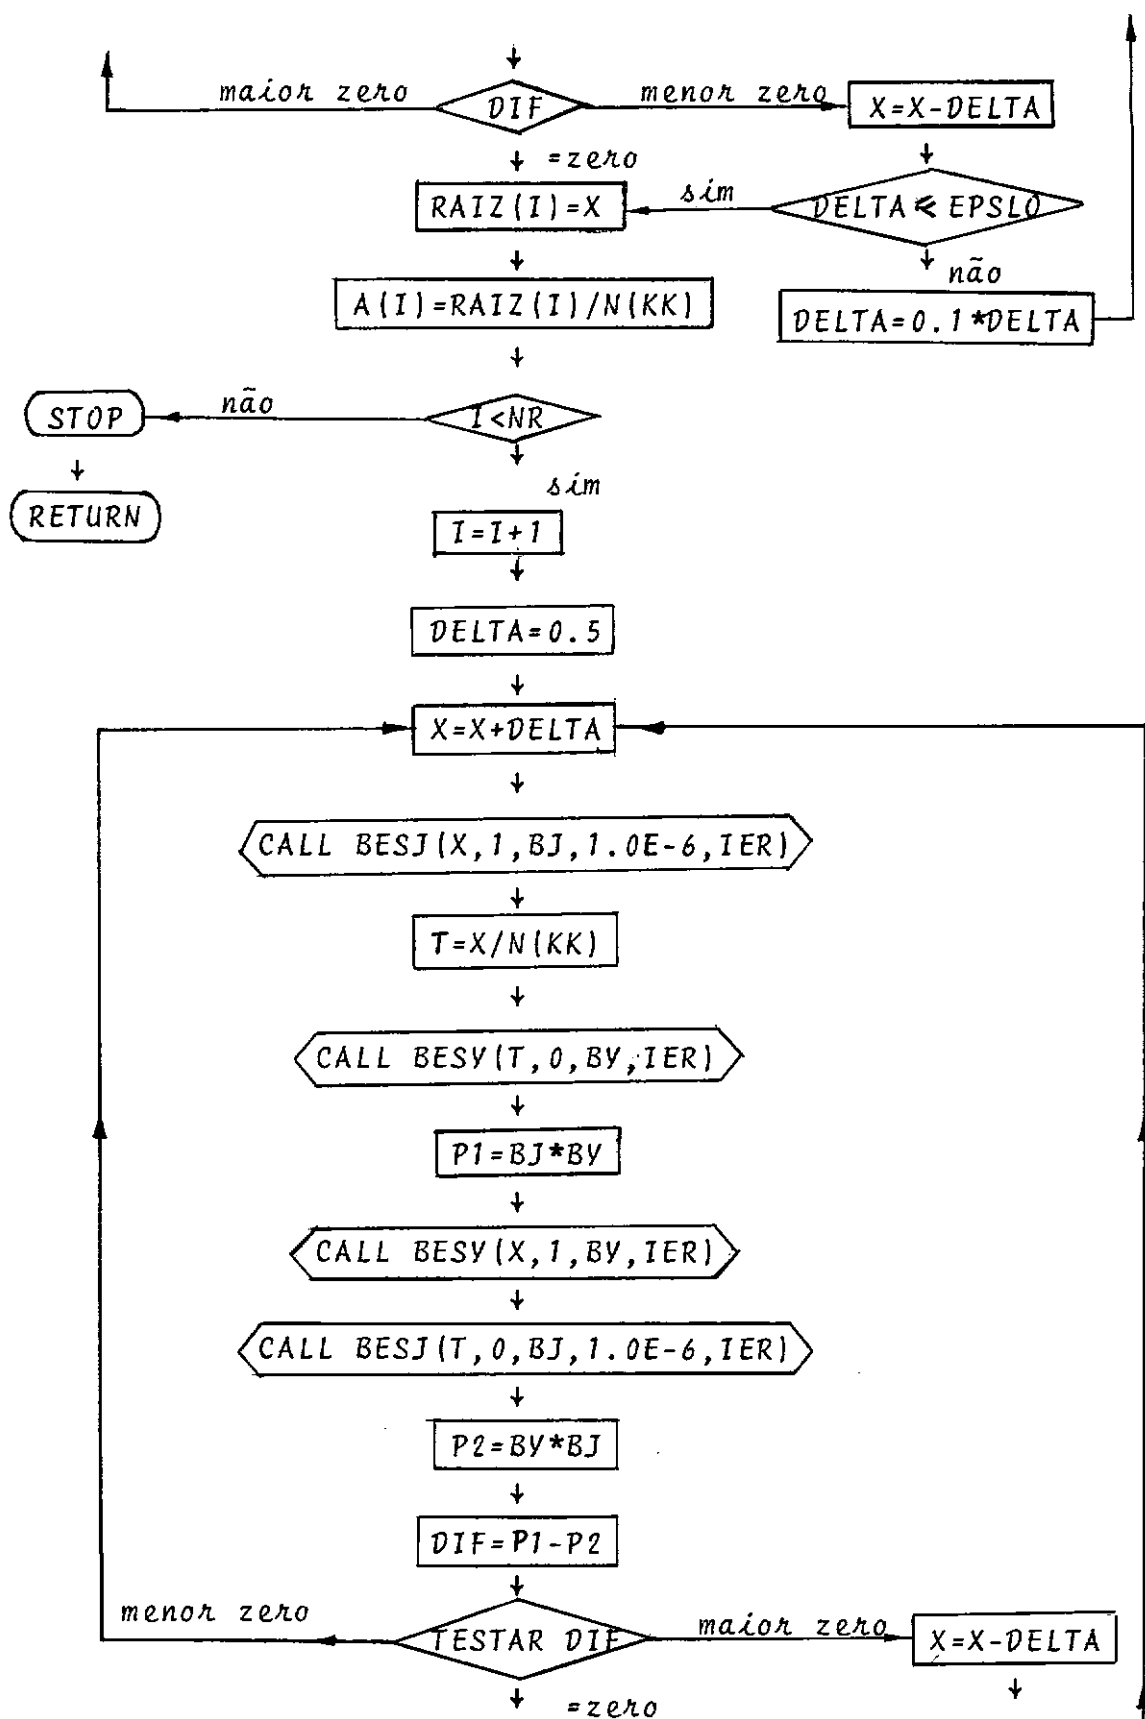 maior zero DIF menor zero X=X-DELTA
=zero
RAIZ(I)=X sim DELTA≤EPSLO
não
A(I)=RAIZ(I)/N(KK) DELTA=0.1*DELTA
STOP não I<NR
sim
RETURN
I=I+1
DELTA=0.5
X=X+DELTA
CALL BESJ(X,1,BJ,1.0E-6,IER)
T=X/N(KK)
CALL BESY(T,0,BY,IER)
P1=BJ*BY
CALL BESY(X,1,BY,IER)
CALL BESJ(T,0,BJ,1.0E-6,IER)
P2=BY*BJ
DIF=P1-P2
menor zero TESTAR DIF maior zero X=X-DELTA
=zero